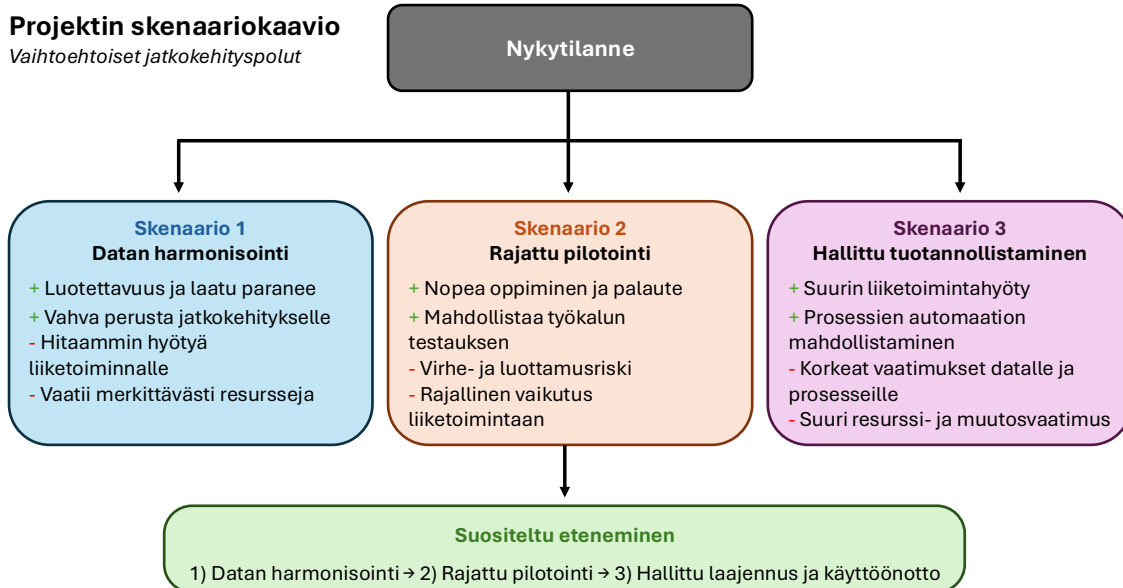 Projektin skenaariokaavio
Vaihtoehtoiset jatkokehityspolut
Nykytilanne
Skenaario 1
Datan harmonisointi
+ Luotettavuus ja laatu paranee
+ Vahva perusta jatkokehitykselle
- Hitaammin hyötyä
liiketoiminnalle
- Vaatii merkittävästi resursseja
Skenaario 2
Rajattu pilotointi
+ Nopea oppiminen ja palaute
+ Mahdollistaa työkalun
testauksen
- Virhe- ja luottamusriski
- Rajallinen vaikutus
liiketoimintaan
Skenaario 3
Hallittu tuotannollistaminen
+ Suurin liiketoimintahyöty
+ Prosessien automaation
mahdollistaminen
- Korkeat vaatimukset datalle ja
prosesseille
- Suuri resurssi- ja muutosvaatimus
Suositeltu eteneminen
1) Datan harmonisointi → 2) Rajattu pilotointi → 3) Hallittu laajennus ja käyttöönotto